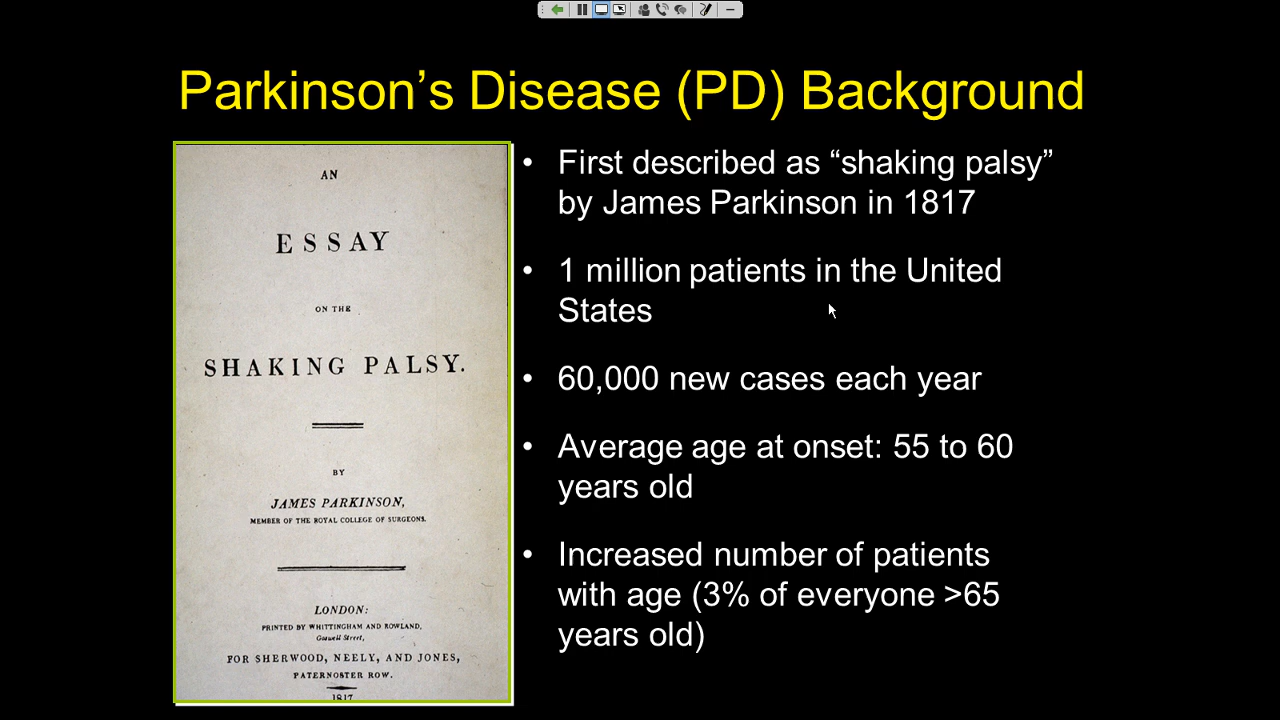 Parkinson’s Disease (PD) Background
AN
ESSAY
ON THE
SHAKING PALSY.
BY
JAMES PARKINSON,
MEMBER OF THE ROYAL COLLEGE OF SURGEONS.
LONDON:
PRINTED BY WHITTINGHAM AND ROWLAND,
Goswell Street,
FOR SHERWOOD, NEELY, AND JONES,
PATERNOSTER ROW.
1817
• First described as “shaking palsy”
by James Parkinson in 1817
• 1 million patients in the United
States
• 60,000 new cases each year
• Average age at onset: 55 to 60
years old
• Increased number of patients
with age (3% of everyone >65
years old)